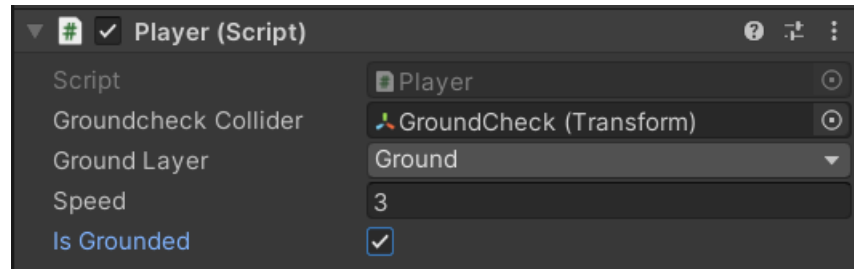 Player (Script)
Script Player
Groundcheck Collider GroundCheck (Transform)
Ground Layer Ground
Speed 3
Is Grounded